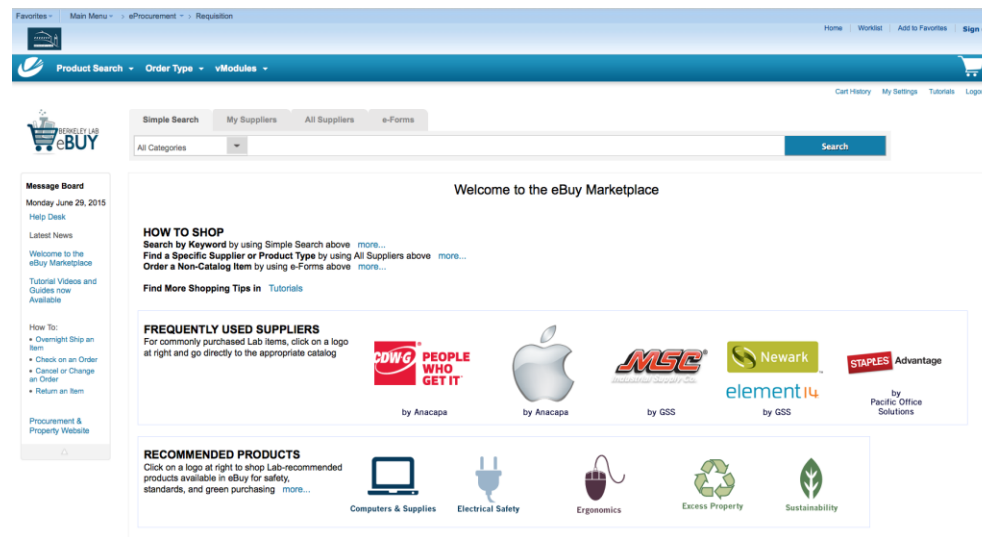 Favorites Main Menu > eProcurement > Requisition
Home Worklist Add to Favorites Sign
Product Search Order Type vModules
Cart History My Settings Tutorials Logo
BERKELEY LAB
eBUY
Simple Search My Suppliers All Suppliers e-Forms
All Categories Search
Message Board
Monday June 29, 2015
Help Desk
Latest News
Welcome to the
eBuy Marketplace
Tutorial Videos and
Guides now
Available
How To:
• Overnight Ship an
Item
• Check on an Order
• Cancel or Change
an Order
• Return an Item
Procurement &
Property Website
Welcome to the eBuy Marketplace
HOW TO SHOP
Search by Keyword by using Simple Search above more...
Find a Specific Supplier or Product Type by using All Suppliers above more...
Order a Non-Catalog Item by using e-Forms above more...
Find More Shopping Tips in Tutorials
FREQUENTLY USED SUPPLIERS
For commonly purchased Lab items, click on a logo
at right and go directly to the appropriate catalog
CDW·G PEOPLE
WHO
GET IT
by Anacapa
by Anacapa
MSC
Industrial Supply Co.
by GSS
Newark
element14
by GSS
STAPLES Advantage
by
Pacific Office
Solutions
RECOMMENDED PRODUCTS
Click on a logo at right to shop Lab-recommended
products available in eBuy for safety,
standards, and green purchasing more...
Computers & Supplies
Electrical Safety
Ergonomics
Excess Property
Sustainability